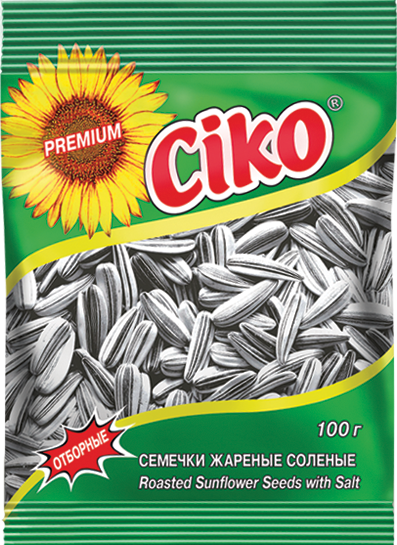 PREMIUM
Ciko®
100 г
ОТБОРНЫЕ
СЕМЕЧКИ ЖАРЕНЫЕ СОЛЕНЫЕ
Roasted Sunflower Seeds with Salt